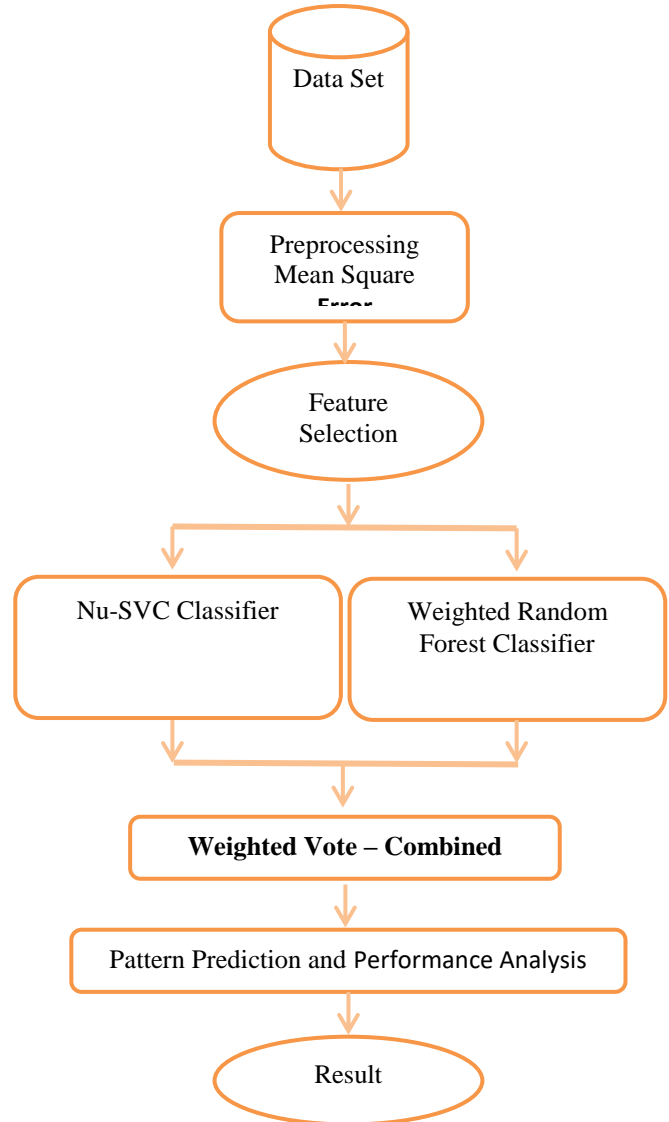 Data Set
Preprocessing
Mean Square
Error
Feature
Selection
Nu-SVC Classifier
Weighted Random
Forest Classifier
Weighted Vote – Combined
Pattern Prediction and Performance Analysis
Result